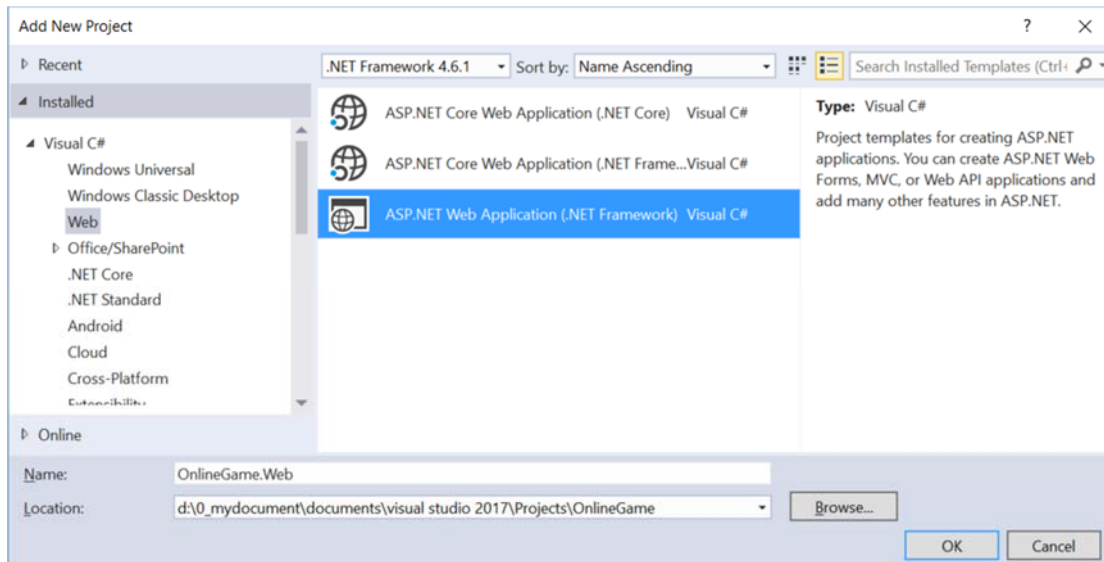 Add New Project ?
Recent
Installed
Visual C#
Windows Universal
Windows Classic Desktop
Web
Office/SharePoint
.NET Core
.NET Standard
Android
Cloud
Cross-Platform
Extensibility
Online
.NET Framework 4.6.1 Sort by: Name Ascending
Search Installed Templates (Ctrl+
ASP.NET Core Web Application (.NET Core) Visual C#
ASP.NET Core Web Application (.NET Frame...Visual C#
ASP.NET Web Application (.NET Framework) Visual C#
Type: Visual C#
Project templates for creating ASP.NET
applications. You can create ASP.NET Web
Forms, MVC, or Web API applications and
add many other features in ASP.NET.
Name: OnlineGame.Web
Location: d:\0_mydocument\documents\visual studio 2017\Projects\OnlineGame
Browse...
OK Cancel